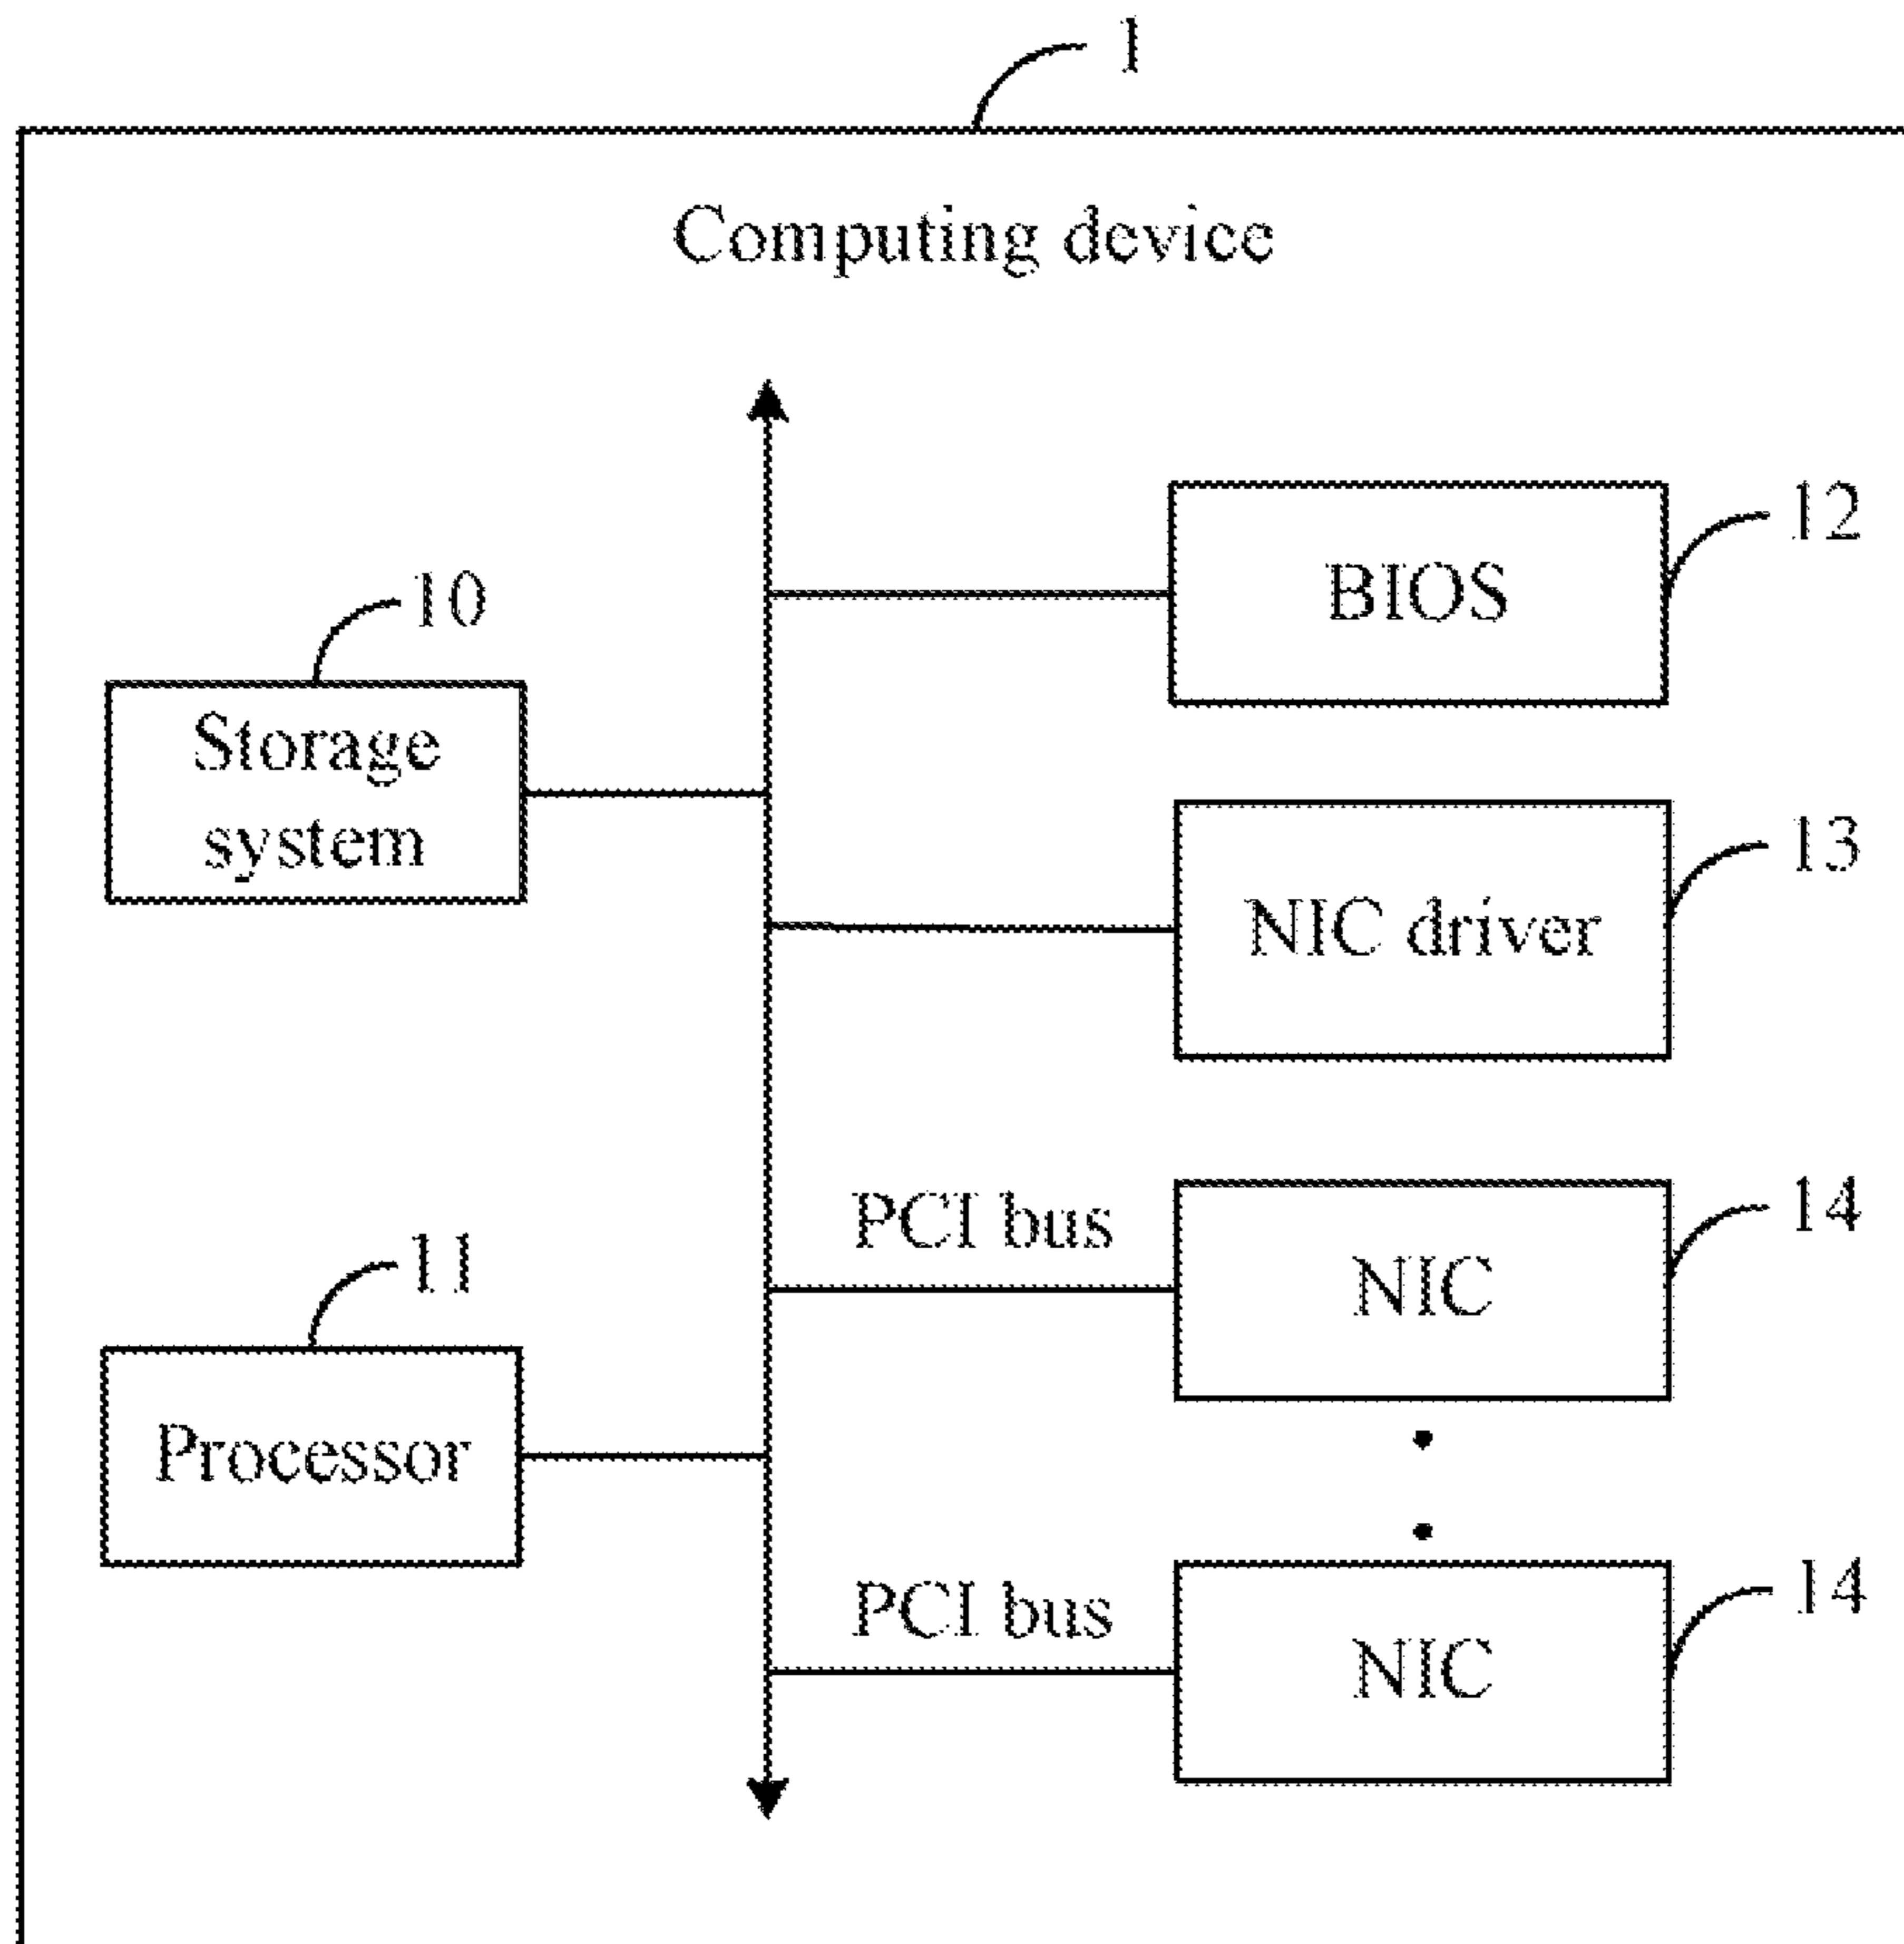 1
Computing device
12
BIOS
10
Storage
system
13
NIC driver
PCI bus
14
NIC
11
Processor
PCI bus
14
NIC